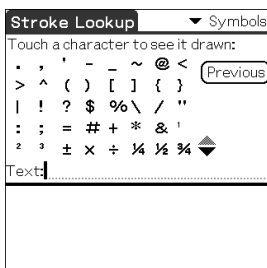 Stroke Lookup ▼ Symbols
Touch a character to see it drawn:
. , ' - _ ~ @ <
> ^ ( ) [ ] { } Previous
| ! ? $ % \ / "
: ; = # + * & ¹
² ³ ± × ÷ ¼ ½ ¾
Text: